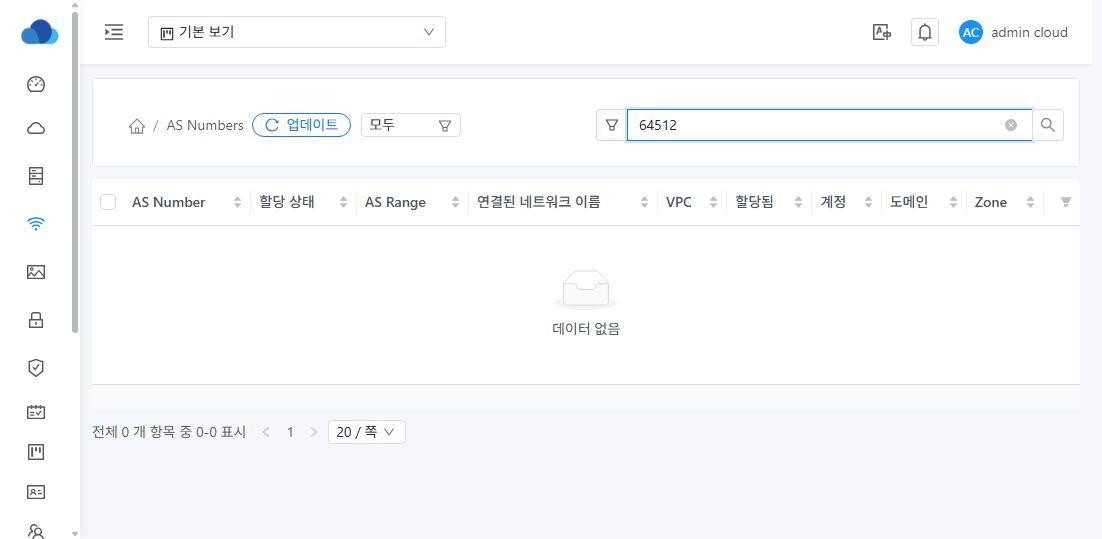 기본 보기
AC admin cloud
/ AS Numbers 업데이트 모두 64512
AS Number 할당 상태 AS Range 연결된 네트워크 이름 VPC 할당됨 계정 도메인 Zone
데이터 없음
전체 0 개 항목 중 0-0 표시 < 1 > 20 / 쪽